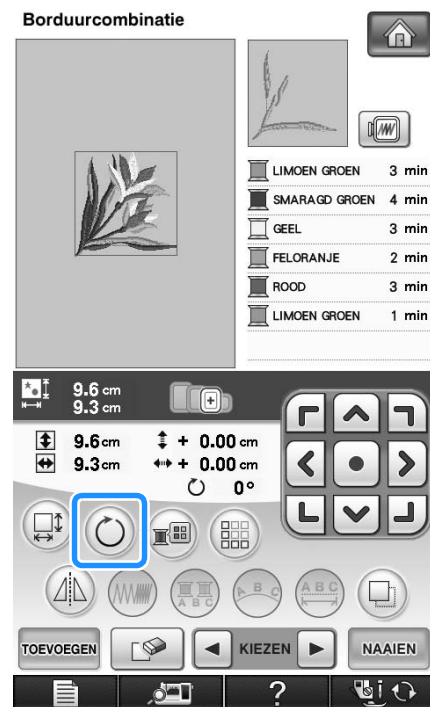 Borduurcombinatie
LIMOEN GROEN 3 min
SMARAGD GROEN 4 min
GEEL 3 min
FELORANJE 2 min
ROOD 3 min
LIMOEN GROEN 1 min
9.6 cm
9.3 cm
9.6 cm + 0.00 cm
9.3 cm + 0.00 cm
0°
A B C
A B C
A B C
TOEVOEGEN
KIEZEN
NAAIEN
?